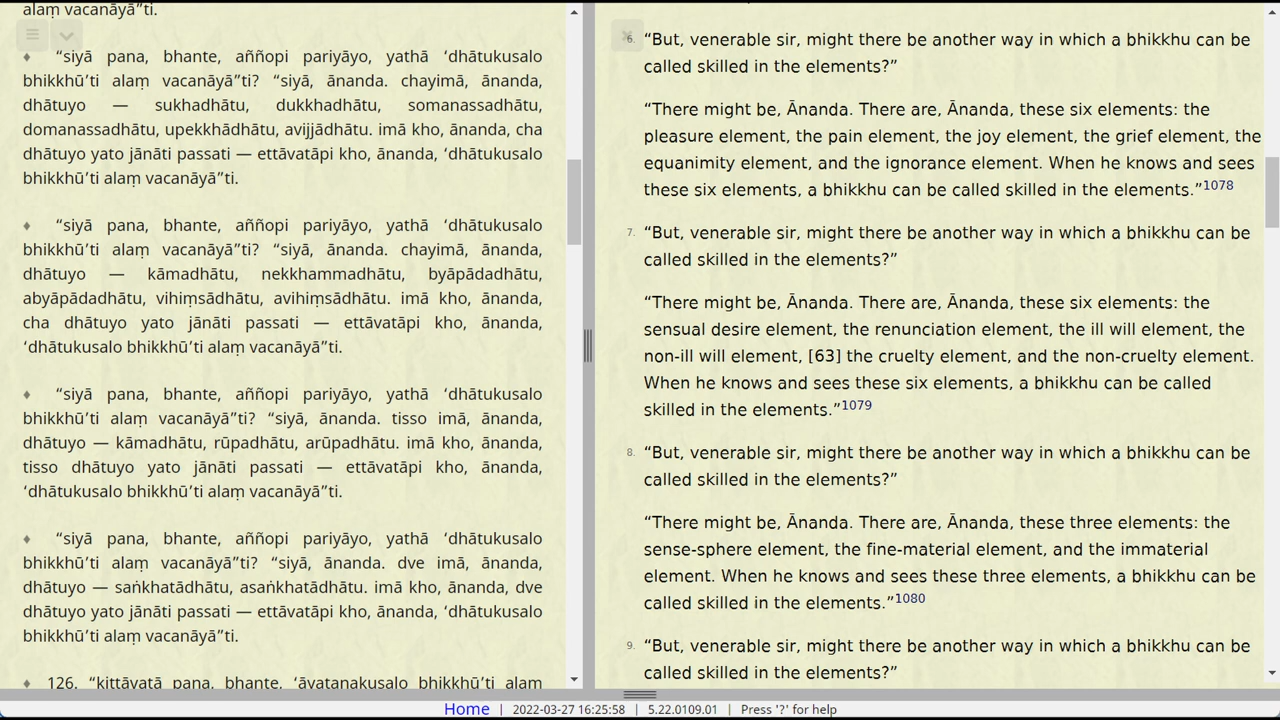 alaṃ vacanāyā”ti.
♦ “siyā pana, bhante, aññopi pariyāyo, yathā ‘dhātukusalo
bhikkhū’ti alaṃ vacanāyā”ti? “siyā, ānanda. chayimā, ānanda,
dhātuyo — sukhadhātu, dukkhadhātu, somanassadhātu,
domanassadhātu, upekkhādhātu, avijjādhātu. imā kho, ānanda, cha
dhātuyo yato jānāti passati — ettāvatāpi kho, ānanda, ‘dhātukusalo
bhikkhū’ti alaṃ vacanāyā”ti.
♦ “siyā pana, bhante, aññopi pariyāyo, yathā ‘dhātukusalo
bhikkhū’ti alaṃ vacanāyā”ti? “siyā, ānanda. chayimā, ānanda,
dhātuyo — kāmadhātu, nekkhammadhātu, byāpādadhātu,
abyāpādadhātu, vihiṃsādhātu, avihiṃsādhātu. imā kho, ānanda,
cha dhātuyo yato jānāti passati — ettāvatāpi kho, ānanda,
‘dhātukusalo bhikkhū’ti alaṃ vacanāyā”ti.
♦ “siyā pana, bhante, aññopi pariyāyo, yathā ‘dhātukusalo
bhikkhū’ti alaṃ vacanāyā”ti? “siyā, ānanda. tisso imā, ānanda,
dhātuyo — kāmadhātu, rūpadhātu, arūpadhātu. imā kho, ānanda,
tisso dhātuyo yato jānāti passati — ettāvatāpi kho, ānanda,
‘dhātukusalo bhikkhū’ti alaṃ vacanāyā”ti.
♦ “siyā pana, bhante, aññopi pariyāyo, yathā ‘dhātukusalo
bhikkhū’ti alaṃ vacanāyā”ti? “siyā, ānanda. dve imā, ānanda,
dhātuyo — saṅkhatādhātu, asaṅkhatādhātu. imā kho, ānanda, dve
dhātuyo yato jānāti passati — ettāvatāpi kho, ānanda, ‘dhātukusalo
bhikkhū’ti alaṃ vacanāyā”ti.
♦ 126. “kittāvatā pana, bhante, ‘āyatanakusalo bhikkhū’ti alaṃ
6. “But, venerable sir, might there be another way in which a bhikkhu can be
called skilled in the elements?”
“There might be, Ānanda. There are, Ānanda, these six elements: the
pleasure element, the pain element, the joy element, the grief element, the
equanimity element, and the ignorance element. When he knows and sees
these six elements, a bhikkhu can be called skilled in the elements.”1078
7. “But, venerable sir, might there be another way in which a bhikkhu can be
called skilled in the elements?”
“There might be, Ānanda. There are, Ānanda, these six elements: the
sensual desire element, the renunciation element, the ill will element, the
non-ill will element, [63] the cruelty element, and the non-cruelty element.
When he knows and sees these six elements, a bhikkhu can be called
skilled in the elements.”1079
8. “But, venerable sir, might there be another way in which a bhikkhu can be
called skilled in the elements?”
“There might be, Ānanda. There are, Ānanda, these three elements: the
sense-sphere element, the fine-material element, and the immaterial
element. When he knows and sees these three elements, a bhikkhu can be
called skilled in the elements.”1080
9. “But, venerable sir, might there be another way in which a bhikkhu can be
called skilled in the elements?”
Home | 2022-03-27 16:25:58 | 5.22.0109.01 | Press '?' for help